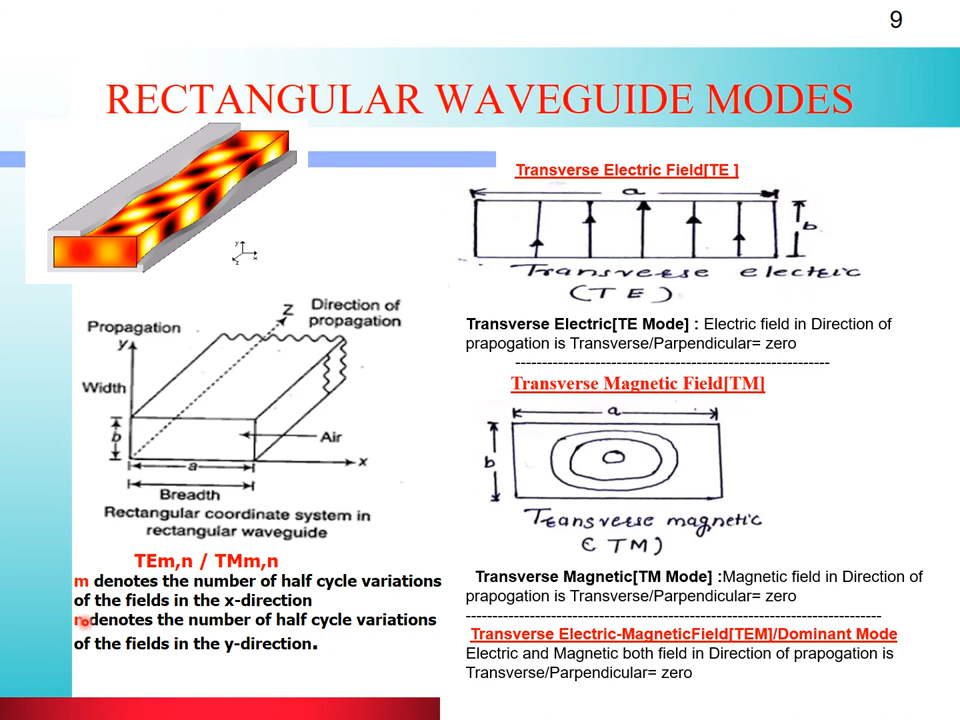 9
RECTANGULAR WAVEGUIDE MODES
y
x
z
Z
Direction of
propagation
Propagation
y
Width
b
Air
a
x
Breadth
Rectangular coordinate system in
rectangular waveguide
TEm,n / TMm,n
m denotes the number of half cycle variations
of the fields in the x-direction
n denotes the number of half cycle variations
of the fields in the y-direction.
Transverse Electric Field[TE ]
a
b
Transverse electric
(TE)
Transverse Electric[TE Mode] : Electric field in Direction of
prapogation is Transverse/Parpendicular= zero
------------------------------------------------------------
Transverse Magnetic Field[TM]
a
b
Transverse magnetic
(TM)
Transverse Magnetic[TM Mode] :Magnetic field in Direction of
prapogation is Transverse/Parpendicular= zero
--------------------------------------------------------------------------------
Transverse Electric-MagneticField[TEM]/Dominant Mode
Electric and Magnetic both field in Direction of prapogation is
Transverse/Parpendicular= zero